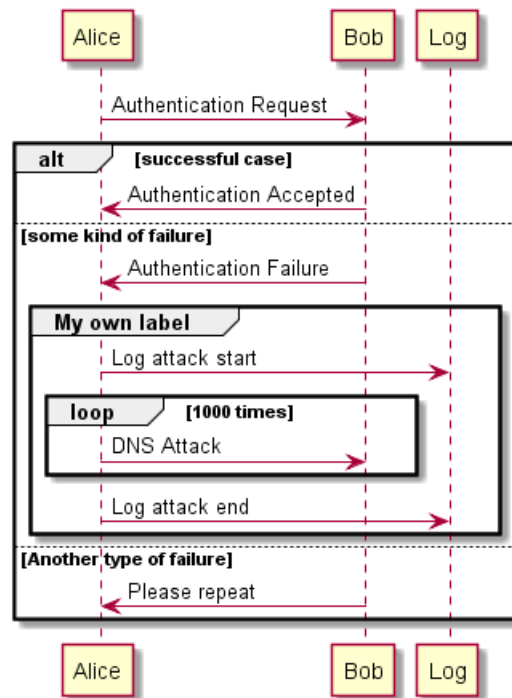 Alice Bob Log
Authentication Request
alt [successful case]
Authentication Accepted
[some kind of failure]
Authentication Failure
My own label
Log attack start
loop [1000 times]
DNS Attack
Log attack end
[Another type of failure]
Please repeat
Alice Bob Log